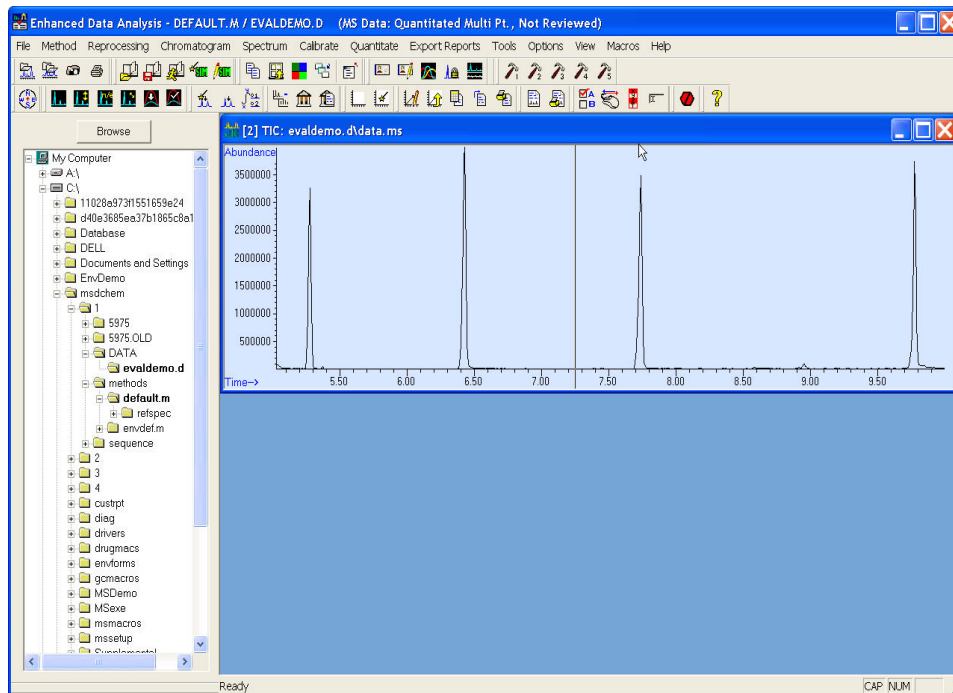 Enhanced Data Analysis - DEFAULT.M / EVALDEMO.D (MS Data: Quantitated Multi Pt., Not Reviewed)
File Method Reprocessing Chromatogram Spectrum Calibrate Quantitate Export Reports Tools Options View Macros Help
Browse
My Computer
A:\
C:\
11028a973f1551659e24
d40e3685ea37b1865c8a1
Database
DELL
Documents and Settings
EnvDemo
msdchem
1
5975
5975.OLD
DATA
evaldemo.d
methods
default.m
refspec
envdef.m
sequence
2
3
4
custrpt
diag
drivers
drugmacs
envforms
gcmacros
MSDemo
MSexe
msmacros
mssetup
Supplemental
[2] TIC: evaldemo.d\data.ms
Abundance
3500000
3000000
2500000
2000000
1500000
1000000
500000
Time-->
5.50 6.00 6.50 7.00 7.50 8.00 8.50 9.00 9.50
Ready
CAP NUM